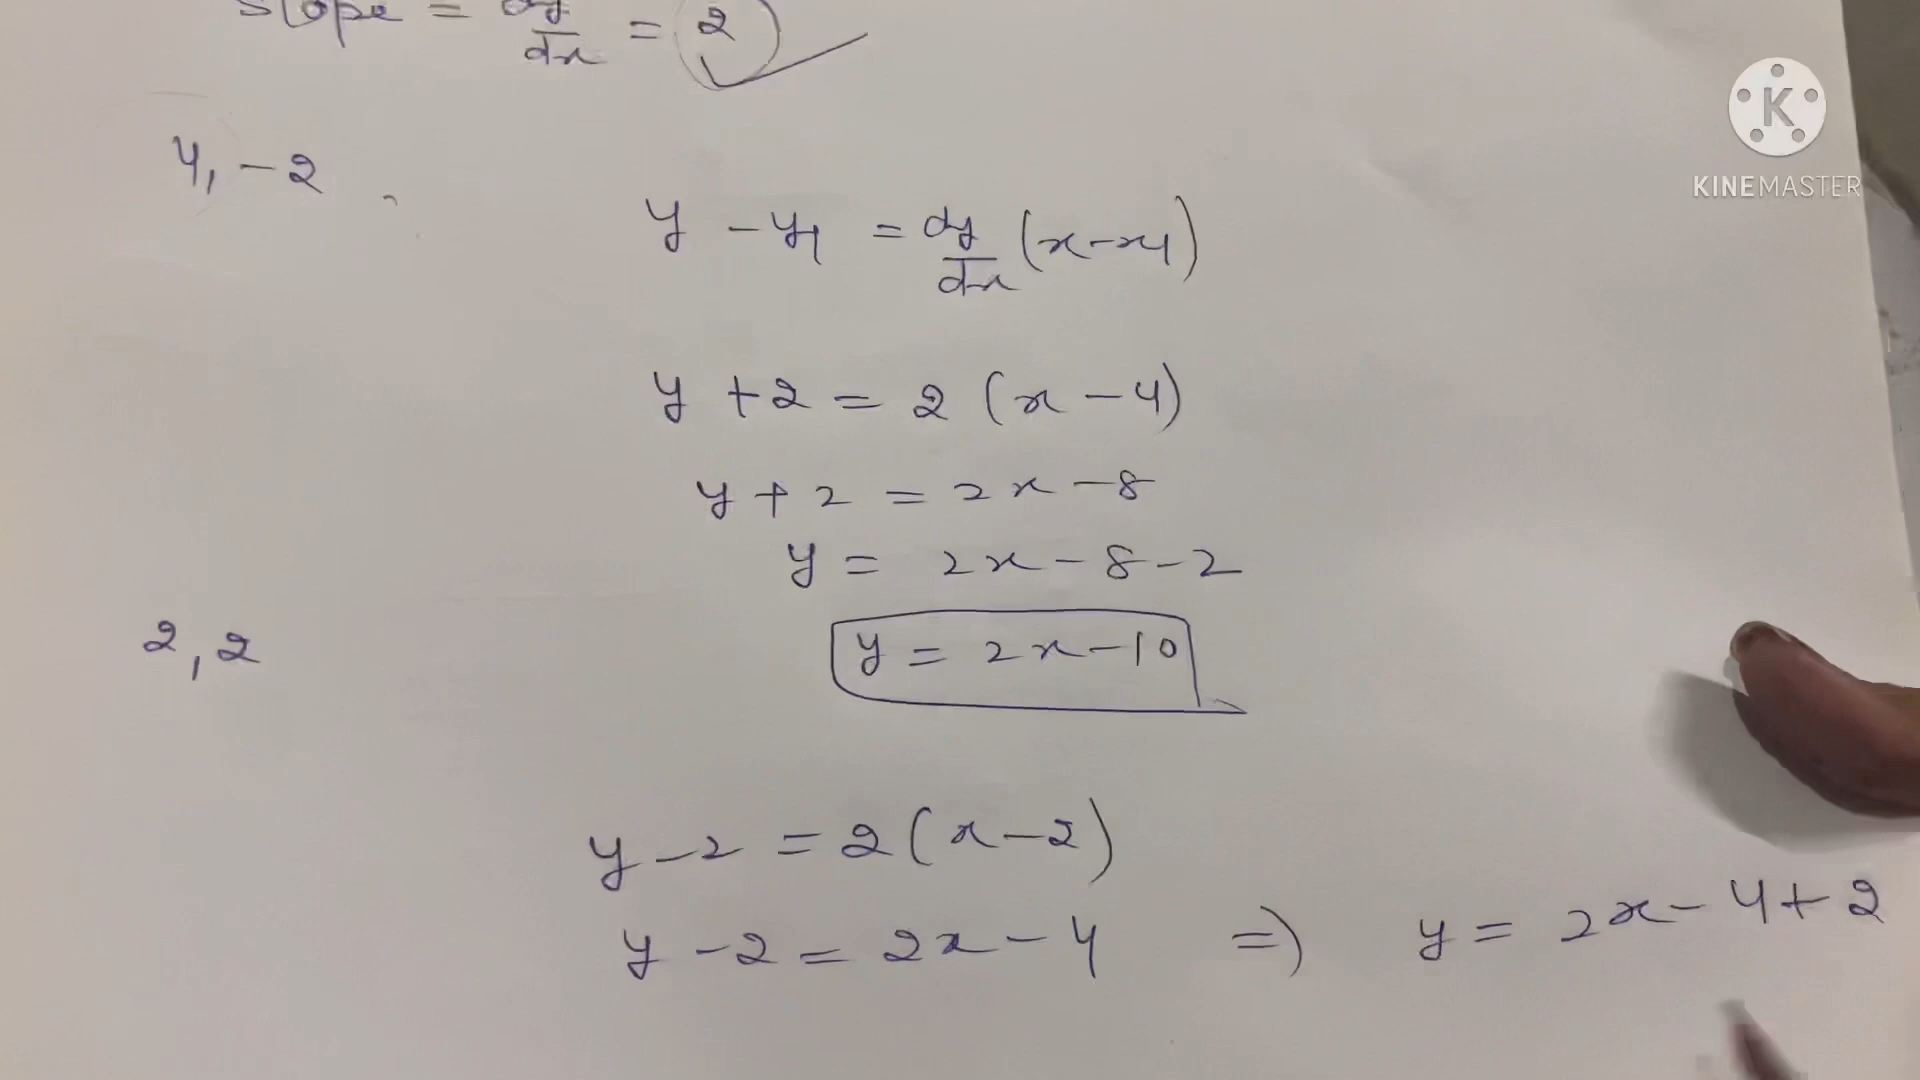 slope = dy/dx = 2
4, -2
y - y1 = dy/dx (x - x1)
y + 2 = 2 (x - 4)
y + 2 = 2x - 8
y = 2x - 8 - 2
2, 2
y = 2x - 10
y - 2 = 2 (x - 2)
y - 2 = 2x - 4 => y = 2x - 4 + 2
K
KINEMASTER